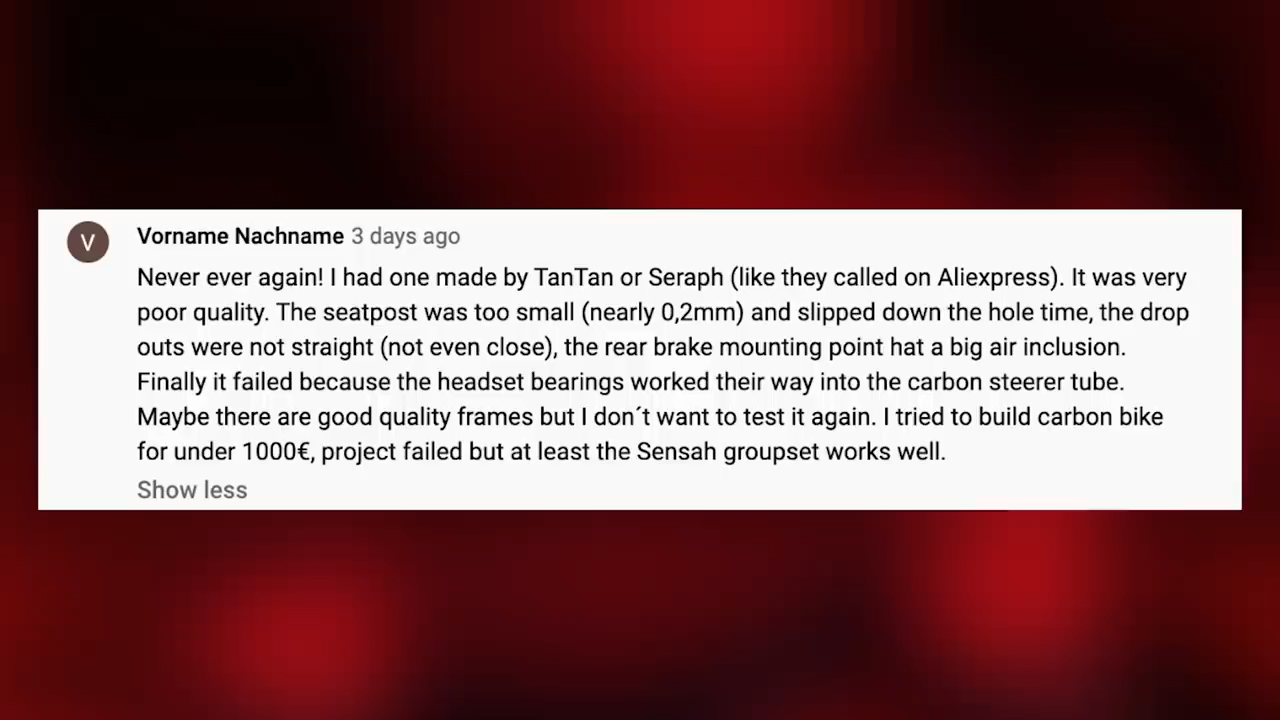 V
Vorname Nachname 3 days ago
Never ever again! I had one made by TanTan or Seraph (like they called on Aliexpress). It was very
poor quality. The seatpost was too small (nearly 0,2mm) and slipped down the hole time, the drop
outs were not straight (not even close), the rear brake mounting point hat a big air inclusion.
Finally it failed because the headset bearings worked their way into the carbon steerer tube.
Maybe there are good quality frames but I don´t want to test it again. I tried to build carbon bike
for under 1000€, project failed but at least the Sensah groupset works well.
Show less